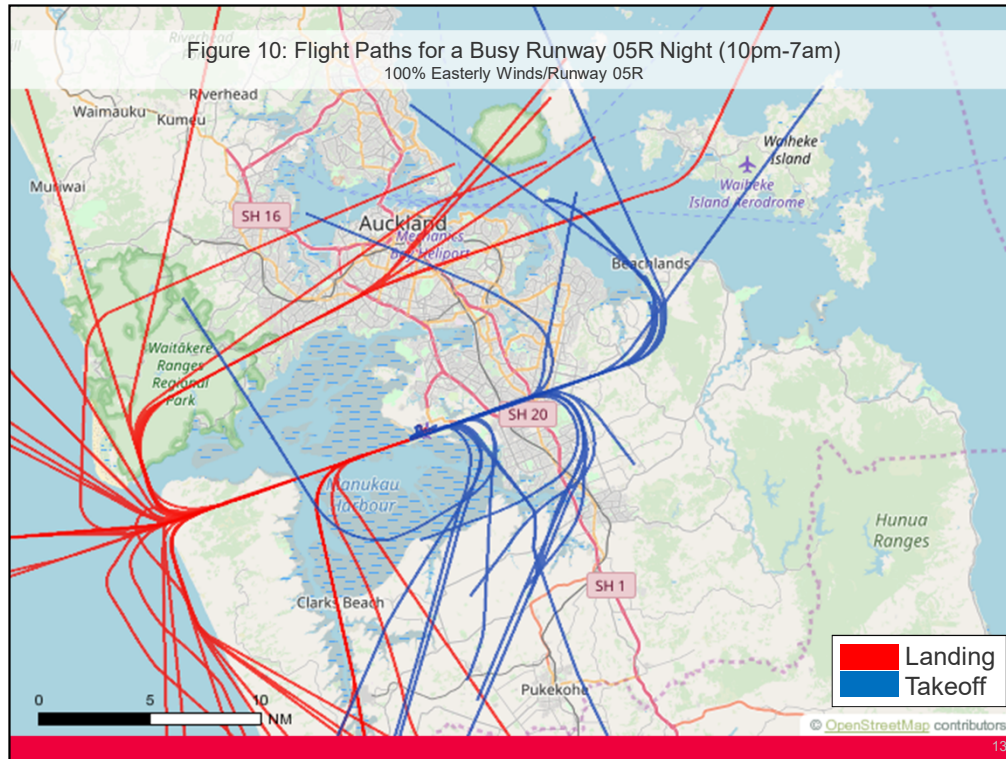 Figure 10: Flight Paths for a Busy Runway 05R Night (10pm-7am)
100% Easterly Winds/Runway 05R
Riverhead
Riverhead
Waimauku
Kumeu
Muriwai
SH 16
Auckland
Mechanics
Bay Heliport
Waiheke
Island
Waiheke
Island Aerodrome
Beachlands
Waitākere
Ranges
Regional
Park
SH 20
Manukau
Harbour
Hunua
Ranges
SH 1
Clarks Beach
Pukekohe
Landing
Takeoff
0 5 10
NM
© OpenStreetMap contributors
13